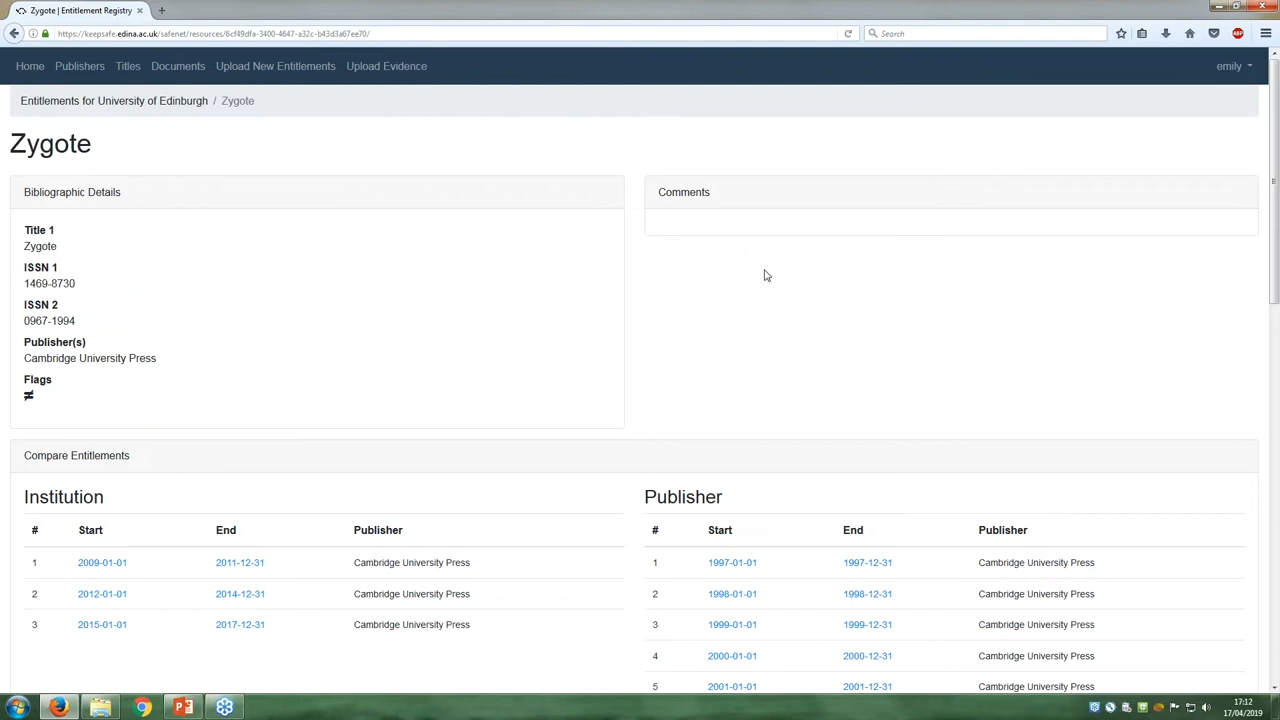 Zygote | Entitlement Registry
https://keepsafe.edina.ac.uk/safenet/resources/6cf49dfa-3400-4647-a32c-b43d3a67ee70/
Search
ABP
Home Publishers Titles Documents Upload New Entitlements Upload Evidence emily
Entitlements for University of Edinburgh / Zygote
Zygote
Bibliographic Details
Title 1
Zygote
ISSN 1
1469-8730
ISSN 2
0967-1994
Publisher(s)
Cambridge University Press
Flags
≠
Comments
Compare Entitlements
Institution
# Start End Publisher
1 2009-01-01 2011-12-31 Cambridge University Press
2 2012-01-01 2014-12-31 Cambridge University Press
3 2015-01-01 2017-12-31 Cambridge University Press
Publisher
# Start End Publisher
1 1997-01-01 1997-12-31 Cambridge University Press
2 1998-01-01 1998-12-31 Cambridge University Press
3 1999-01-01 1999-12-31 Cambridge University Press
4 2000-01-01 2000-12-31 Cambridge University Press
5 2001-01-01 2001-12-31 Cambridge University Press
17:12
17/04/2019